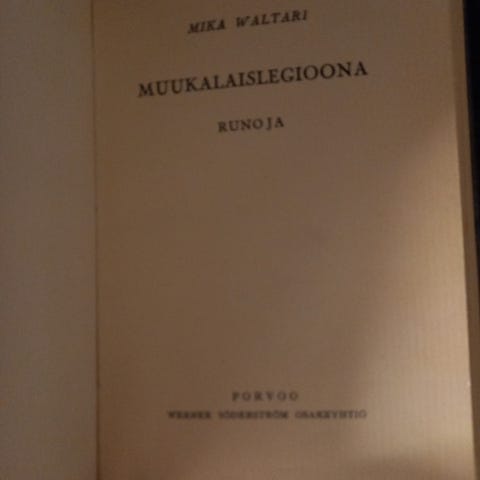 MIKA WALTARI
MUUKALAISLEGIOONA
RUNOJA
PORVOO
WERNER SÖDERSTRÖM OSAKEYHTIÖ